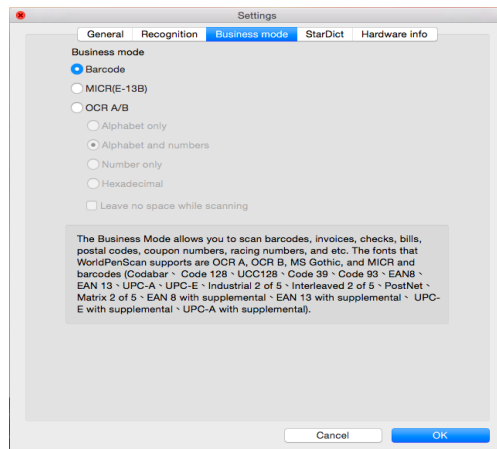 Settings
General Recognition Business mode StarDict Hardware info
Business mode
Barcode
MICR(E-13B)
OCR A/B
Alphabet only
Alphabet and numbers
Number only
Hexadecimal
Leave no space while scanning
The Business Mode allows you to scan barcodes, invoices, checks, bills,
postal codes, coupon numbers, racing numbers, and etc. The fonts that
WorldPenScan supports are OCR A, OCR B, MS Gothic, and MICR and
barcodes (Codabar、 Code 128、UCC128、Code 39、Code 93、EAN8、
EAN 13、UPC-A、UPC-E、Industrial 2 of 5、Interleaved 2 of 5、PostNet、
Matrix 2 of 5、EAN 8 with supplemental、EAN 13 with supplemental、 UPC-
E with supplemental、UPC-A with supplemental).
Cancel OK